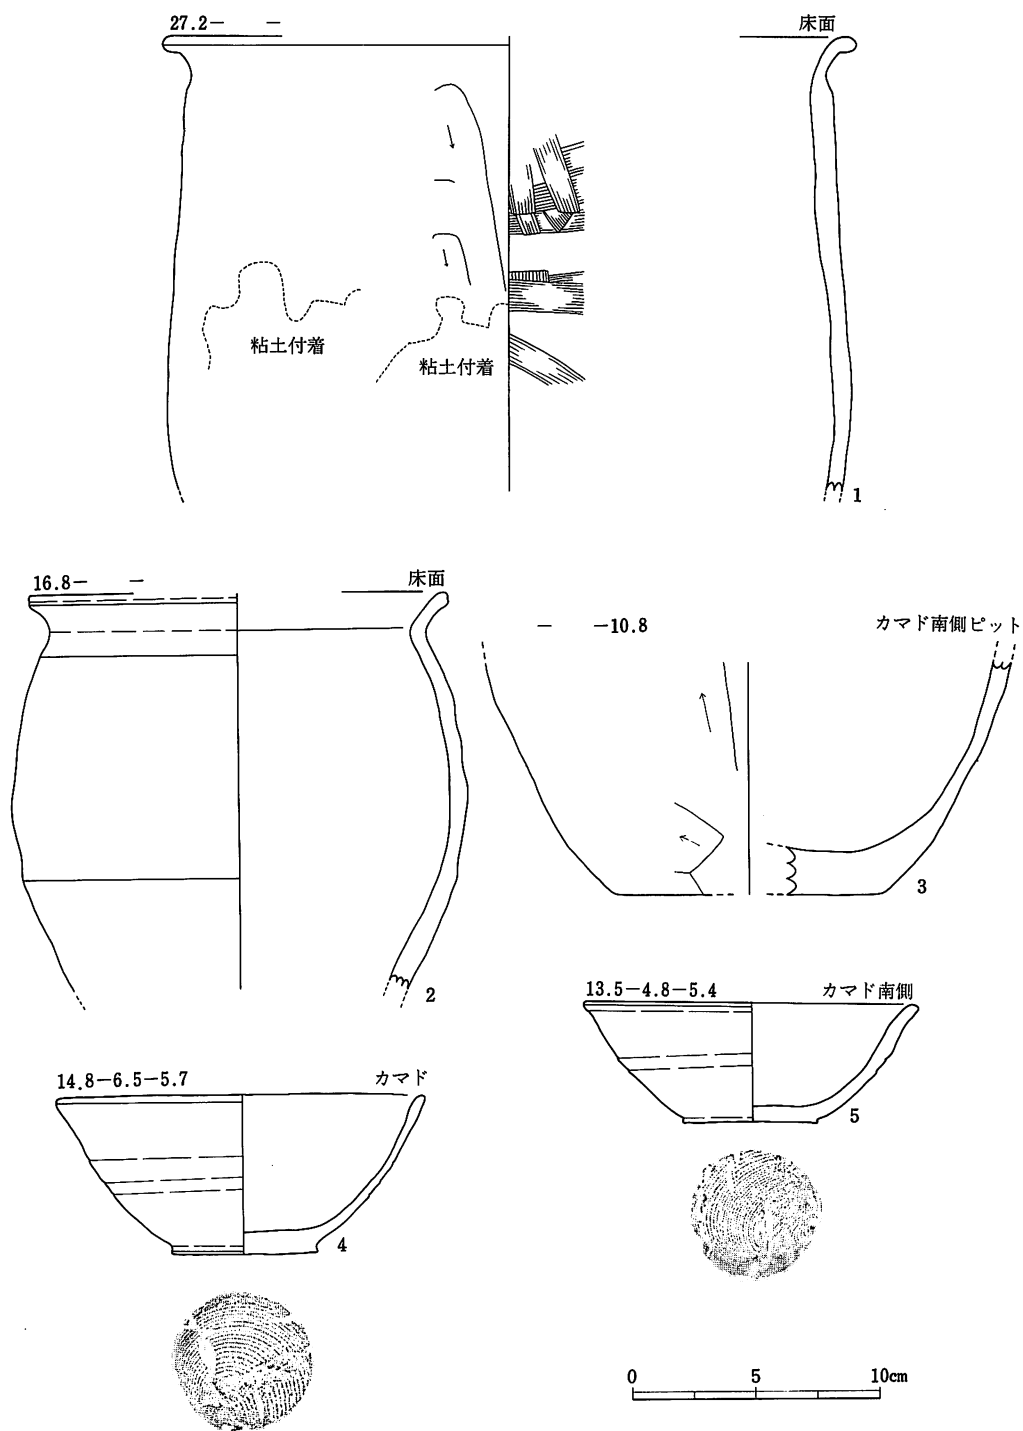 27.2－　－
床面
粘土付着
粘土付着
1
16.8－　－
床面
2
－　－10.8
カマド南側ピット
3
13.5－4.8－5.4
カマド南側
5
14.8－6.5－5.7
カマド
4
0 5 10cm